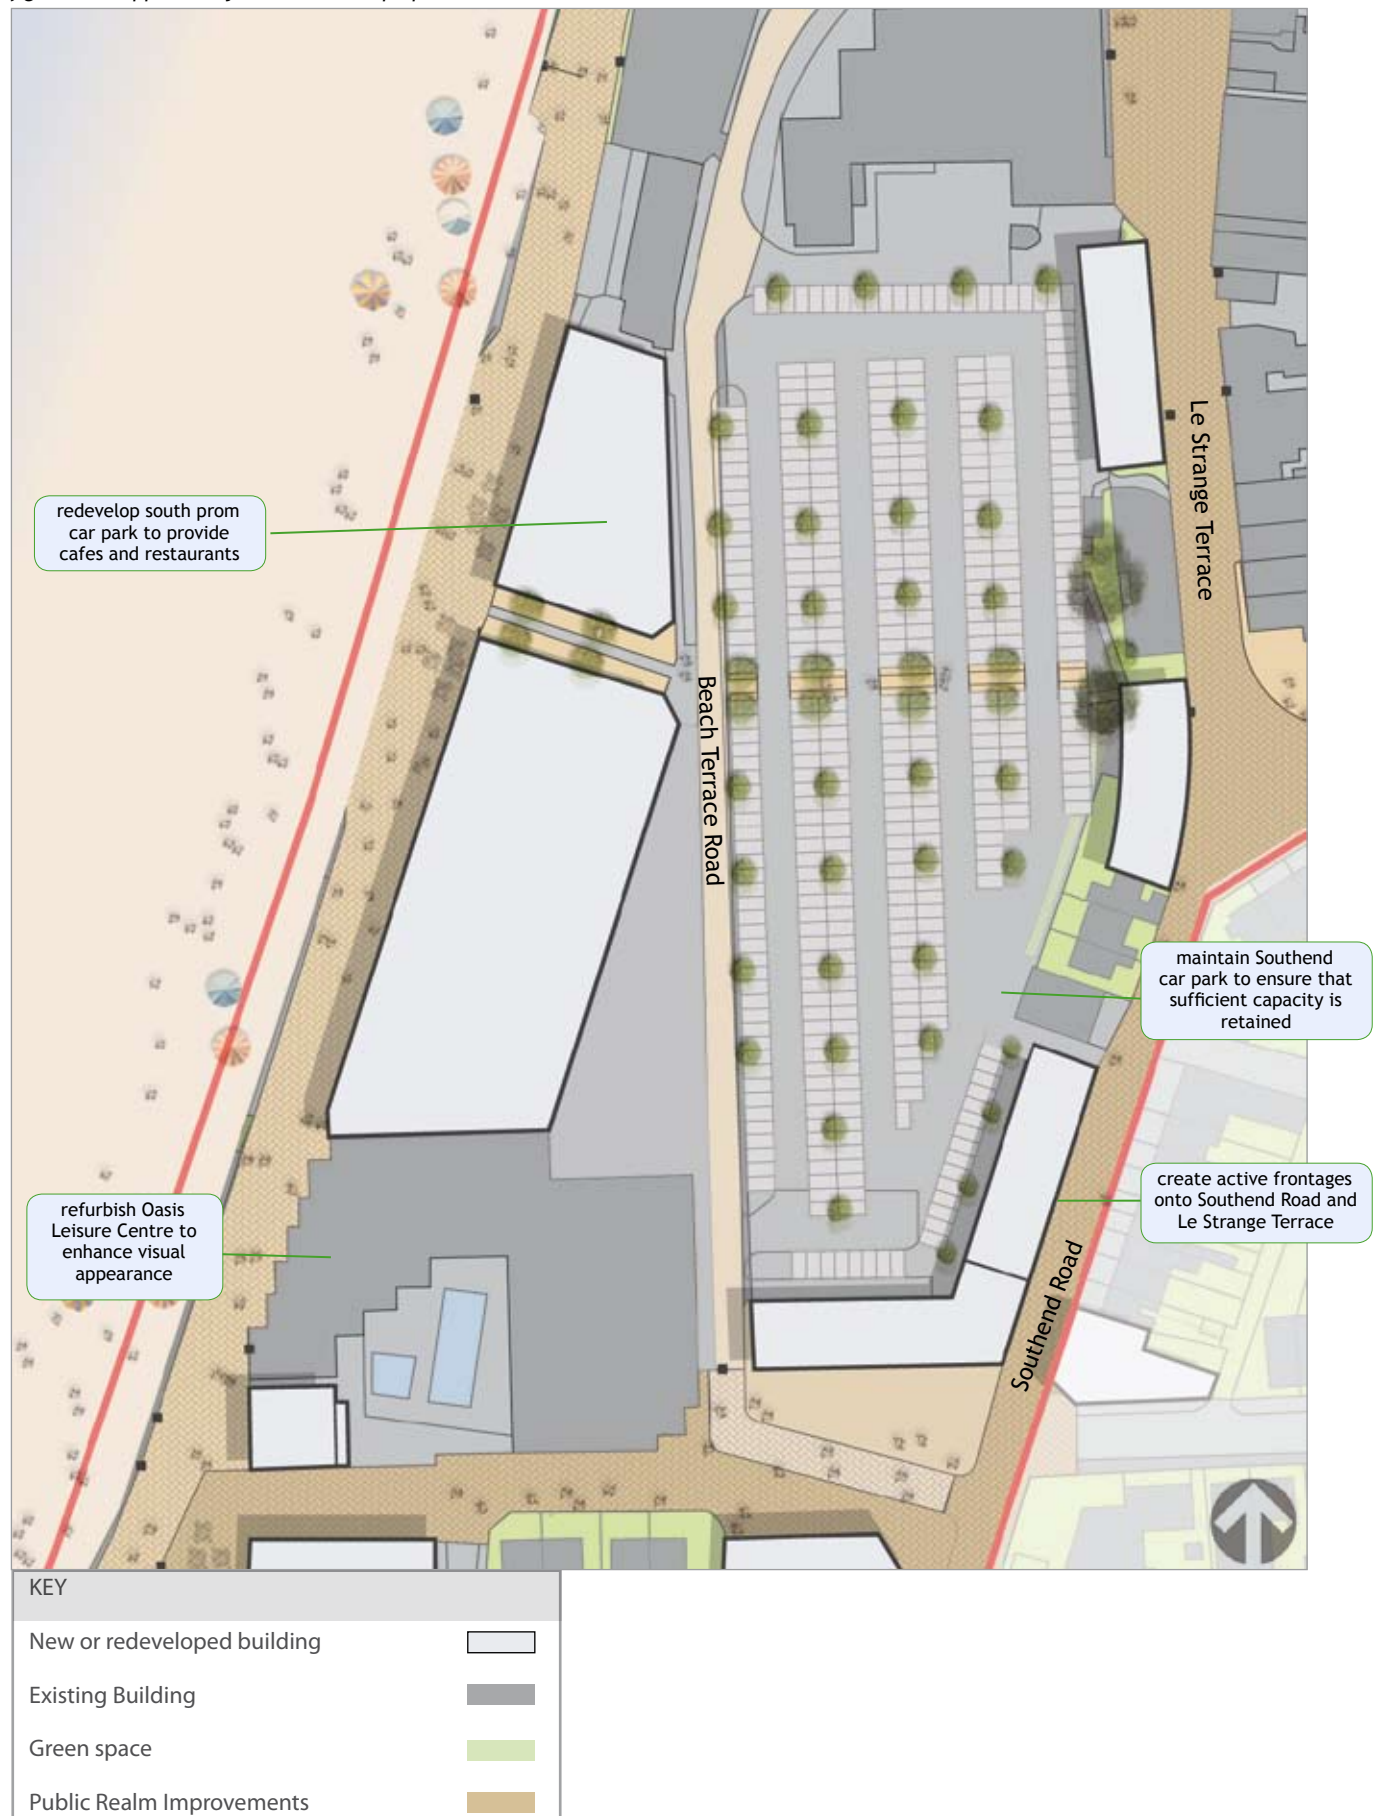 redevelop south prom
car park to provide
cafes and restaurants
Le Strange Terrace
Beach Terrace Road
maintain Southend
car park to ensure that
sufficient capacity is
retained
create active frontages
onto Southend Road and
Le Strange Terrace
refurbish Oasis
Leisure Centre to
enhance visual
appearance
Southend Road
KEY
New or redeveloped building
Existing Building
Green space
Public Realm Improvements